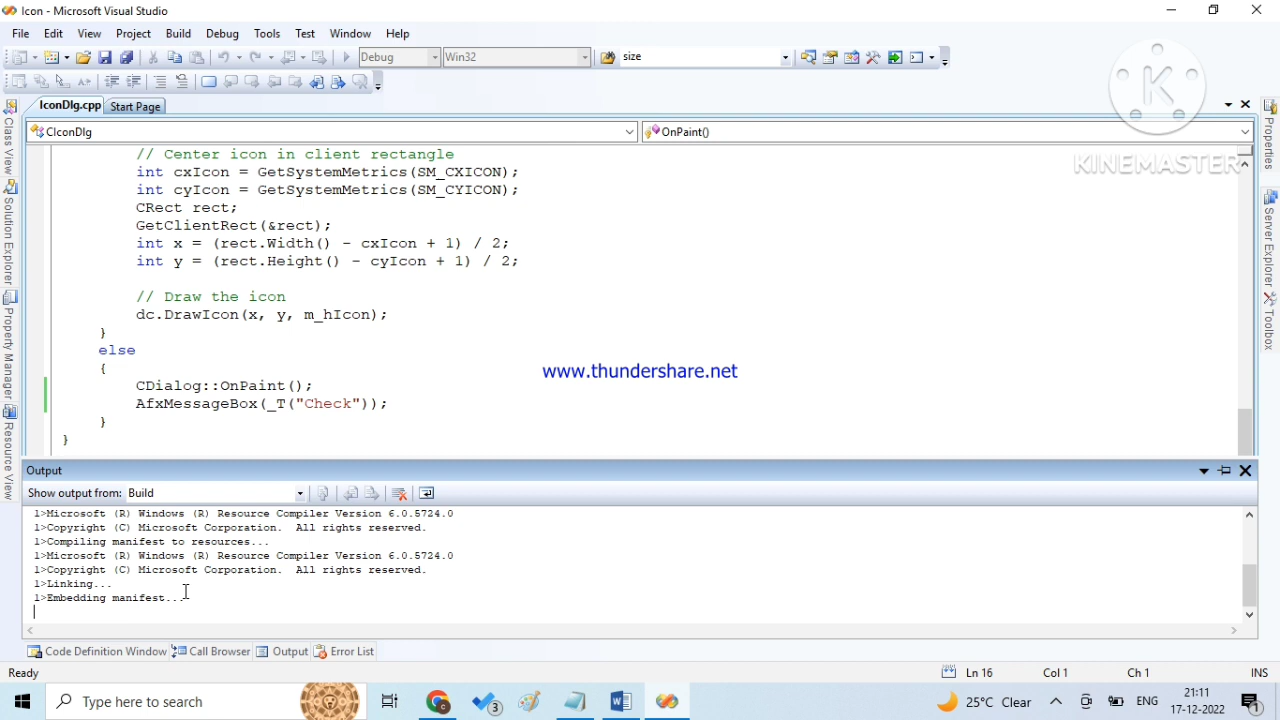 Icon - Microsoft Visual Studio
File Edit View Project Build Debug Tools Test Window Help
Debug Win32 size
IconDlg.cpp Start Page
CIconDlg OnPaint()
K
KINEMASTER
// Center icon in client rectangle
int cxIcon = GetSystemMetrics(SM_CXICON);
int cyIcon = GetSystemMetrics(SM_CYICON);
CRect rect;
GetClientRect(&rect);
int x = (rect.Width() - cxIcon + 1) / 2;
int y = (rect.Height() - cyIcon + 1) / 2;
// Draw the icon
dc.DrawIcon(x, y, m_hIcon);
}
else
{
CDialog::OnPaint();
AfxMessageBox(_T("Check"));
}
}
www.thundershare.net
Class View
Solution Explorer
Property Manager
Resource View
Properties
Server Explorer
Toolbox
Output
Show output from: Build
1>Microsoft (R) Windows (R) Resource Compiler Version 6.0.5724.0
1>Copyright (C) Microsoft Corporation. All rights reserved.
1>Compiling manifest to resources...
1>Microsoft (R) Windows (R) Resource Compiler Version 6.0.5724.0
1>Copyright (C) Microsoft Corporation. All rights reserved.
1>Linking...
1>Embedding manifest...
Code Definition Window Call Browser Output Error List
Ready Ln 16 Col 1 Ch 1 INS
Type here to search 3 25°C Clear ENG 21:11
17-12-2022 1